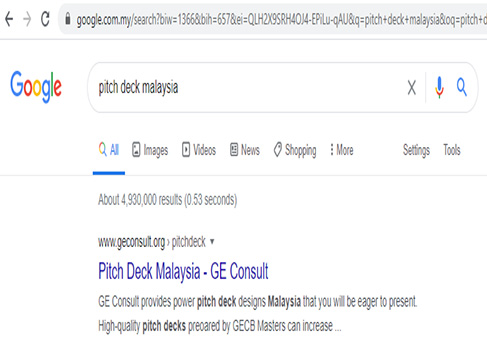 google.com.my/search?biw=1366&bih=657&ei=QLH2X9SRH4OJ4-EPiLu-qAU&q=pitch+deck+malaysia&oq=pitch+d
Google
pitch deck malaysia
All Images Videos News Shopping More Settings Tools
About 4,930,000 results (0.53 seconds)
www.geconsult.org › pitchdeck
Pitch Deck Malaysia - GE Consult
GE Consult provides power pitch deck designs Malaysia that you will be eager to present.
High-quality pitch decks preoared by GECB Masters can increase ...